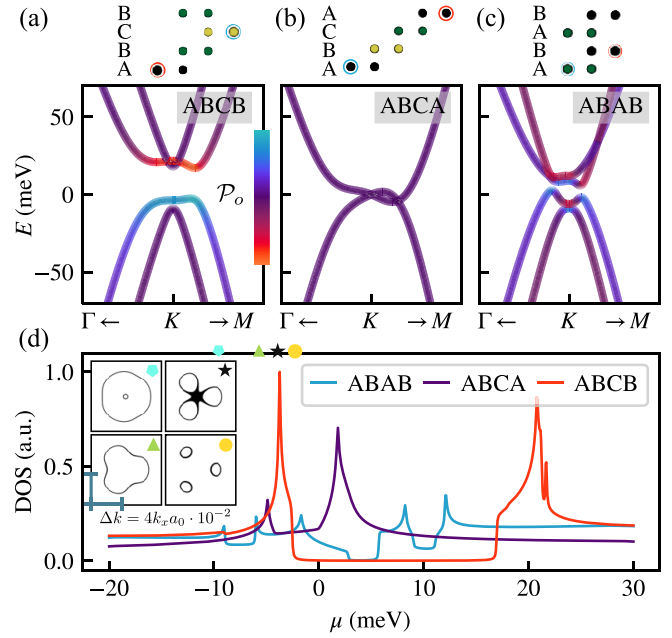 (a)
B
C
B
A
(b)
A
C
B
A
(c)
B
A
B
A
ABCB
ABCA
ABAB
50
0
−50
E (meV)
𝒫ₒ
Γ ← K → M
Γ ← K → M
Γ ← K → M
(d)
ABAB ABCA ABCB
1.0
0.5
0.0
DOS (a.u.)
Δk = 4kₓa₀ · 10⁻²
−20 −10 0 10 20 30
μ (meV)